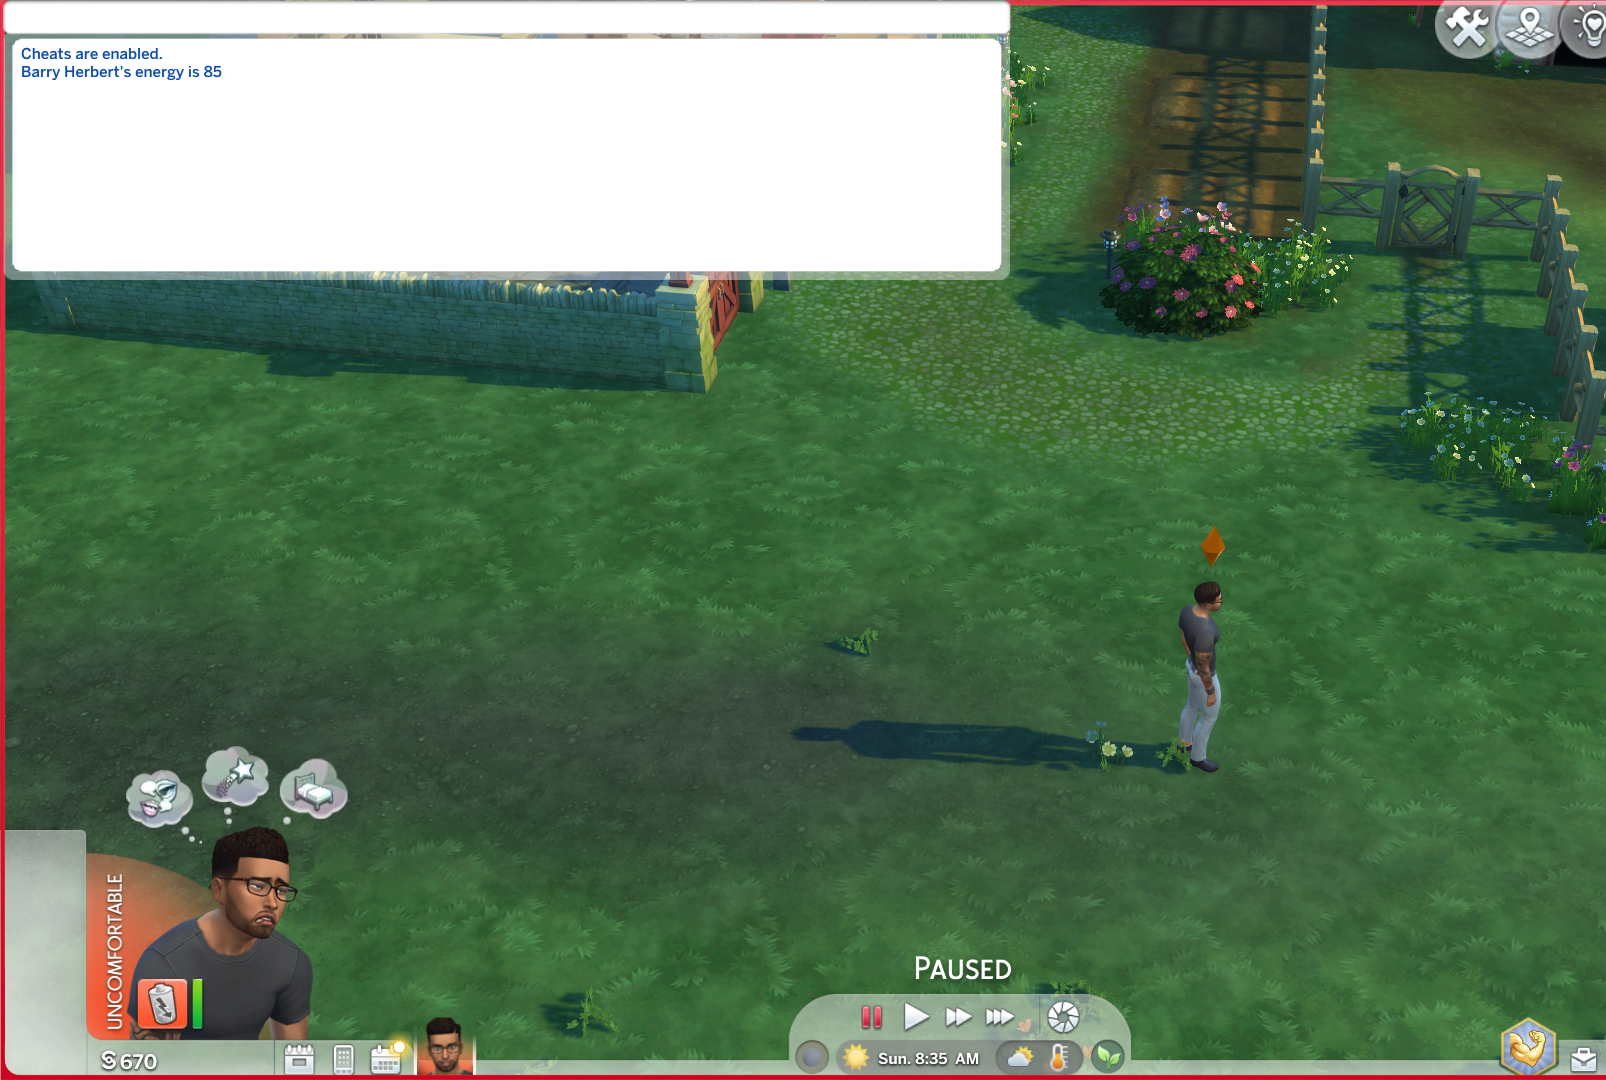 Cheats are enabled.
Barry Herbert's energy is 85
UNCOMFORTABLE
PAUSED
§670
Sun. 8:35 AM